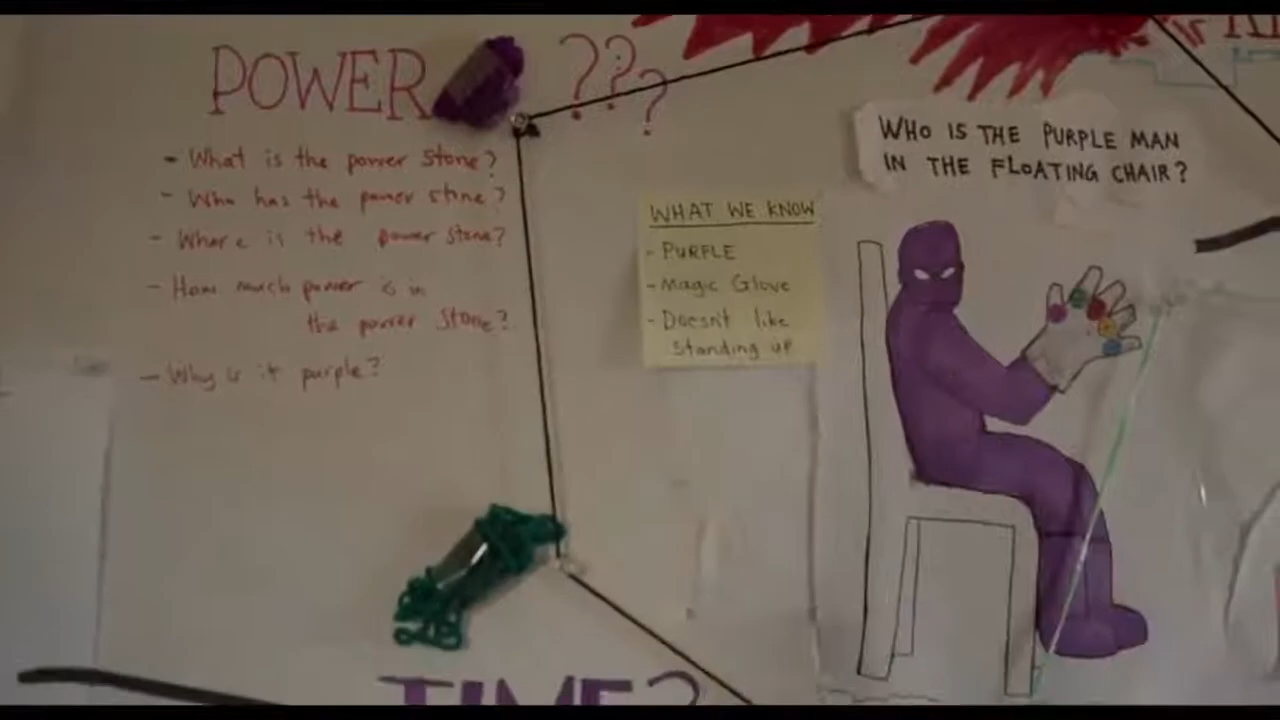 POWER ???
- What is the power stone?
- Who has the power stone?
- Where is the power stone?
- How much power is in
the power stone?
- Why is it purple?
TIME?
WHAT WE KNOW
- PURPLE
- Magic Glove
- Doesn't like
standing up
WHO IS THE PURPLE MAN
IN THE FLOATING CHAIR?